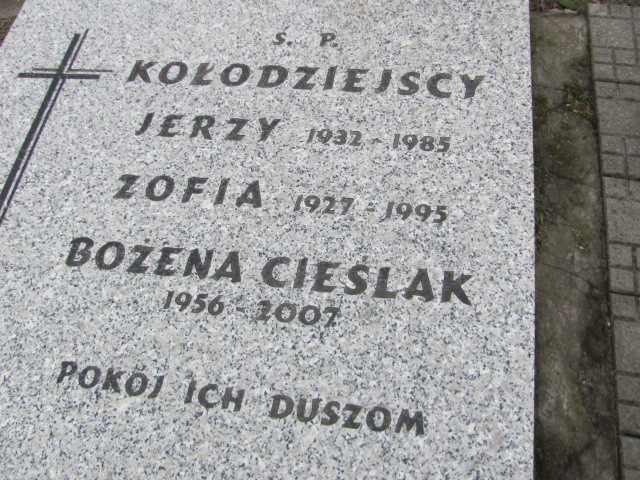 Ś. P.
KOŁODZIEJSCY
JERZY 1932 - 1985
ZOFIA 1927 - 1995
BOŻENA CIEŚLAK
1956 - 2007
POKÓJ ICH DUSZOM